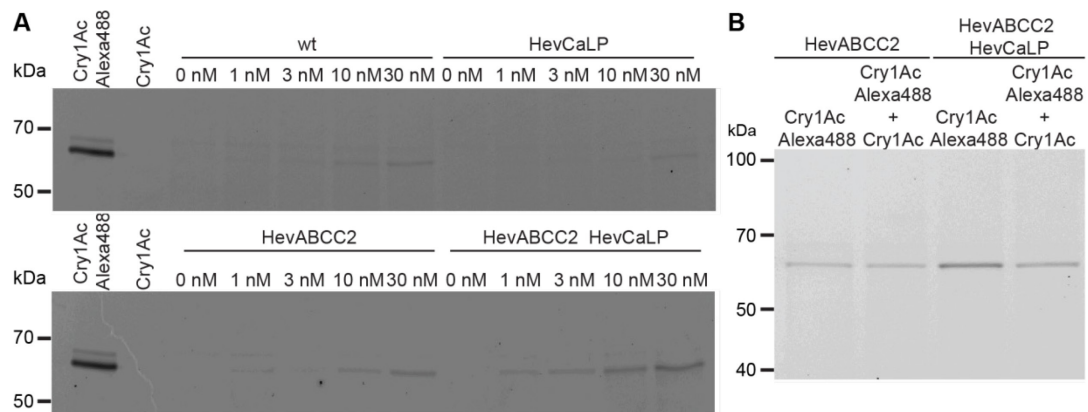 A
Cry1Ac
Alexa488
Cry1Ac
wt
HevCaLP
kDa
0 nM 1 nM 3 nM 10 nM 30 nM 0 nM 1 nM 3 nM 10 nM 30 nM
70
50
Cry1Ac
Alexa488
Cry1Ac
HevABCC2
HevABCC2 HevCaLP
kDa
0 nM 1 nM 3 nM 10 nM 30 nM 0 nM 1 nM 3 nM 10 nM 30 nM
70
50
B
HevABCC2
HevABCC2
HevCaLP
kDa
Cry1Ac
Alexa488
Cry1Ac
Alexa488
+
Cry1Ac
Cry1Ac
Alexa488
Cry1Ac
Alexa488
+
Cry1Ac
100
70
50
40